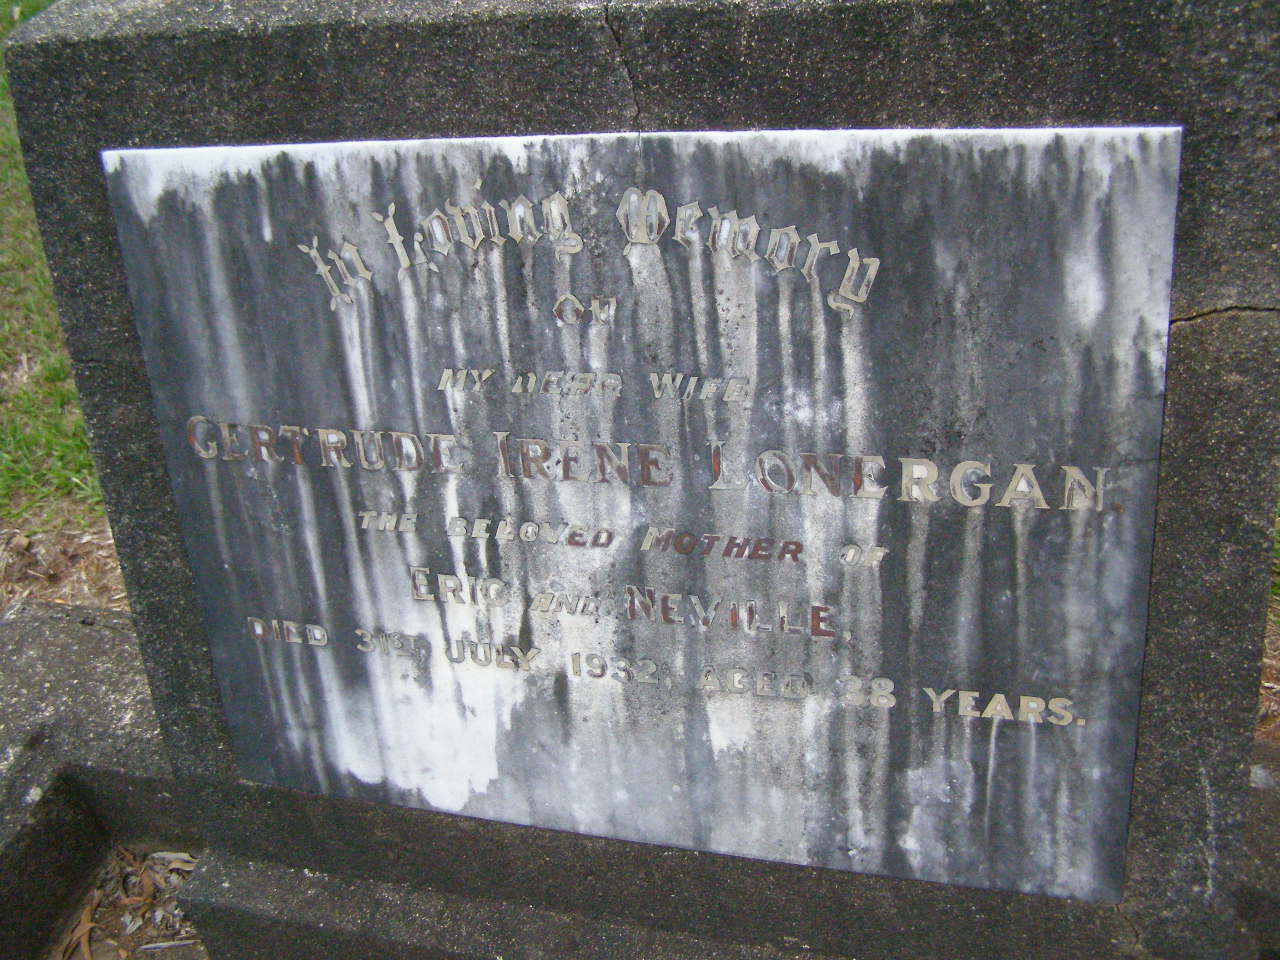 In Loving Memory
OF
MY DEAR WIFE
GERTRUDE IRENE LONERGAN.
THE BELOVED MOTHER OF
ERIC AND NEVILLE,
DIED 31ST JULY 1932, AGED 38 YEARS.